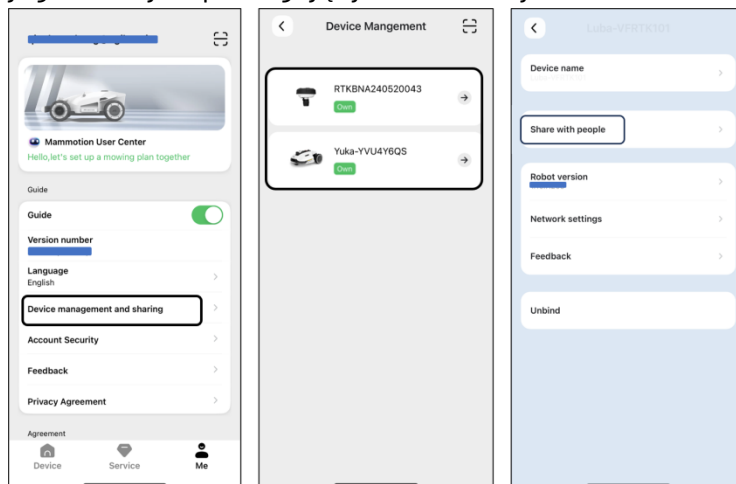 Mammotion User Center
Hello,let's set up a mowing plan together
Guide
Guide
Version number
Language
English
Device management and sharing
Account Security
Feedback
Privacy Agreement
Agreement
Device
Service
Me
Device Mangement
RTKBNA240520043
Own
Yuka-YVU4Y6QS
Own
Luba-VFRTK101
Device name
Share with people
Robot version
Network settings
Feedback
Unbind